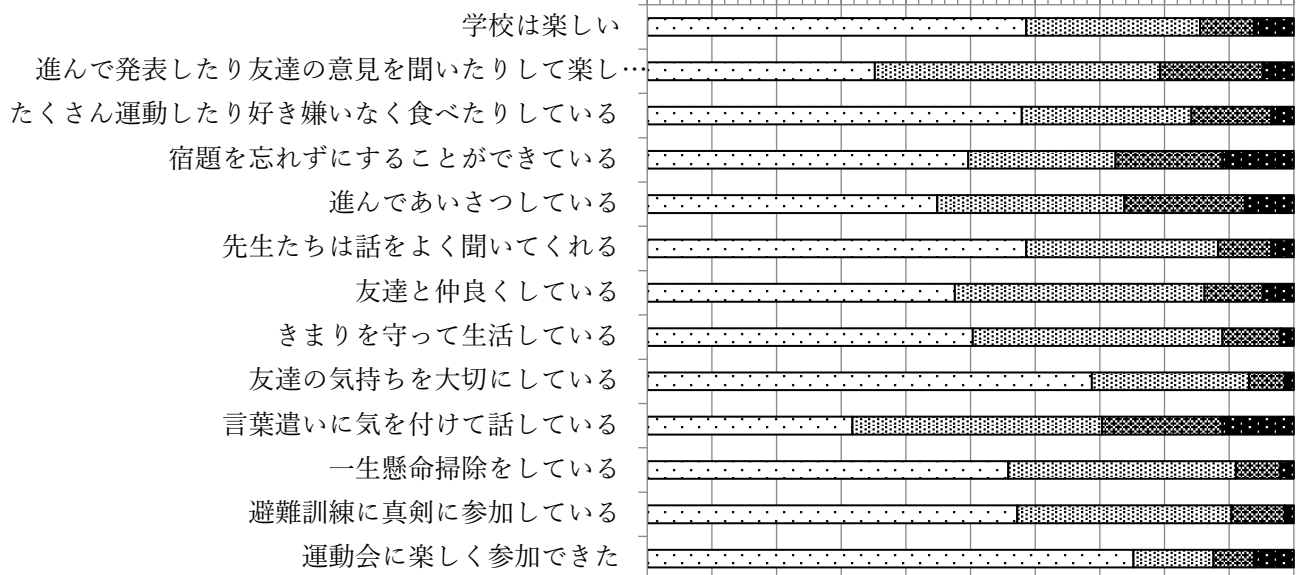 学校は楽しい
進んで発表したり友達の意見を聞いたりして楽し…
たくさん運動したり好き嫌いなく食べたりしている
宿題を忘れずにすることができている
進んであいさつしている
先生たちは話をよく聞いてくれる
友達と仲良くしている
きまりを守って生活している
友達の気持ちを大切にしている
言葉遣いに気を付けて話している
一生懸命掃除をしている
避難訓練に真剣に参加している
運動会に楽しく参加できた